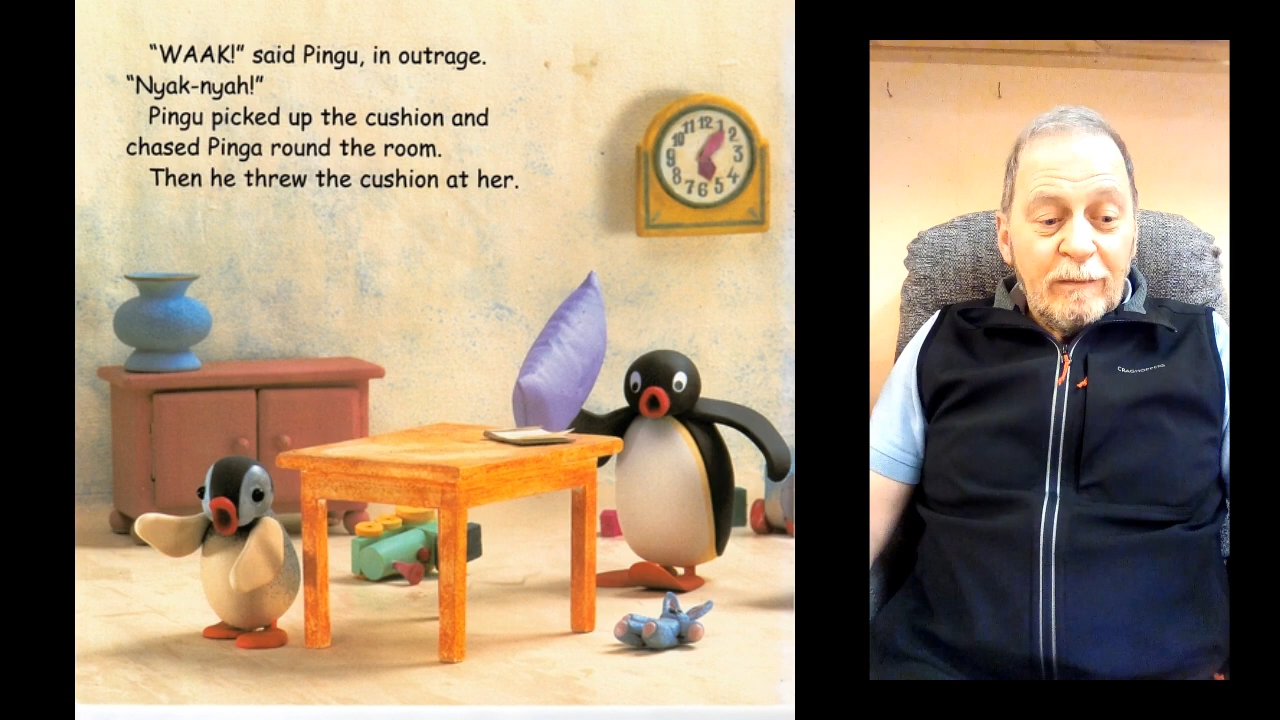 “WAAK!” said Pingu, in outrage.
“Nyak-nyah!”
Pingu picked up the cushion and
chased Pinga round the room.
Then he threw the cushion at her.
11 12 1
10 2
9 3
8 4
7 6 5
CRAGHOPPERS